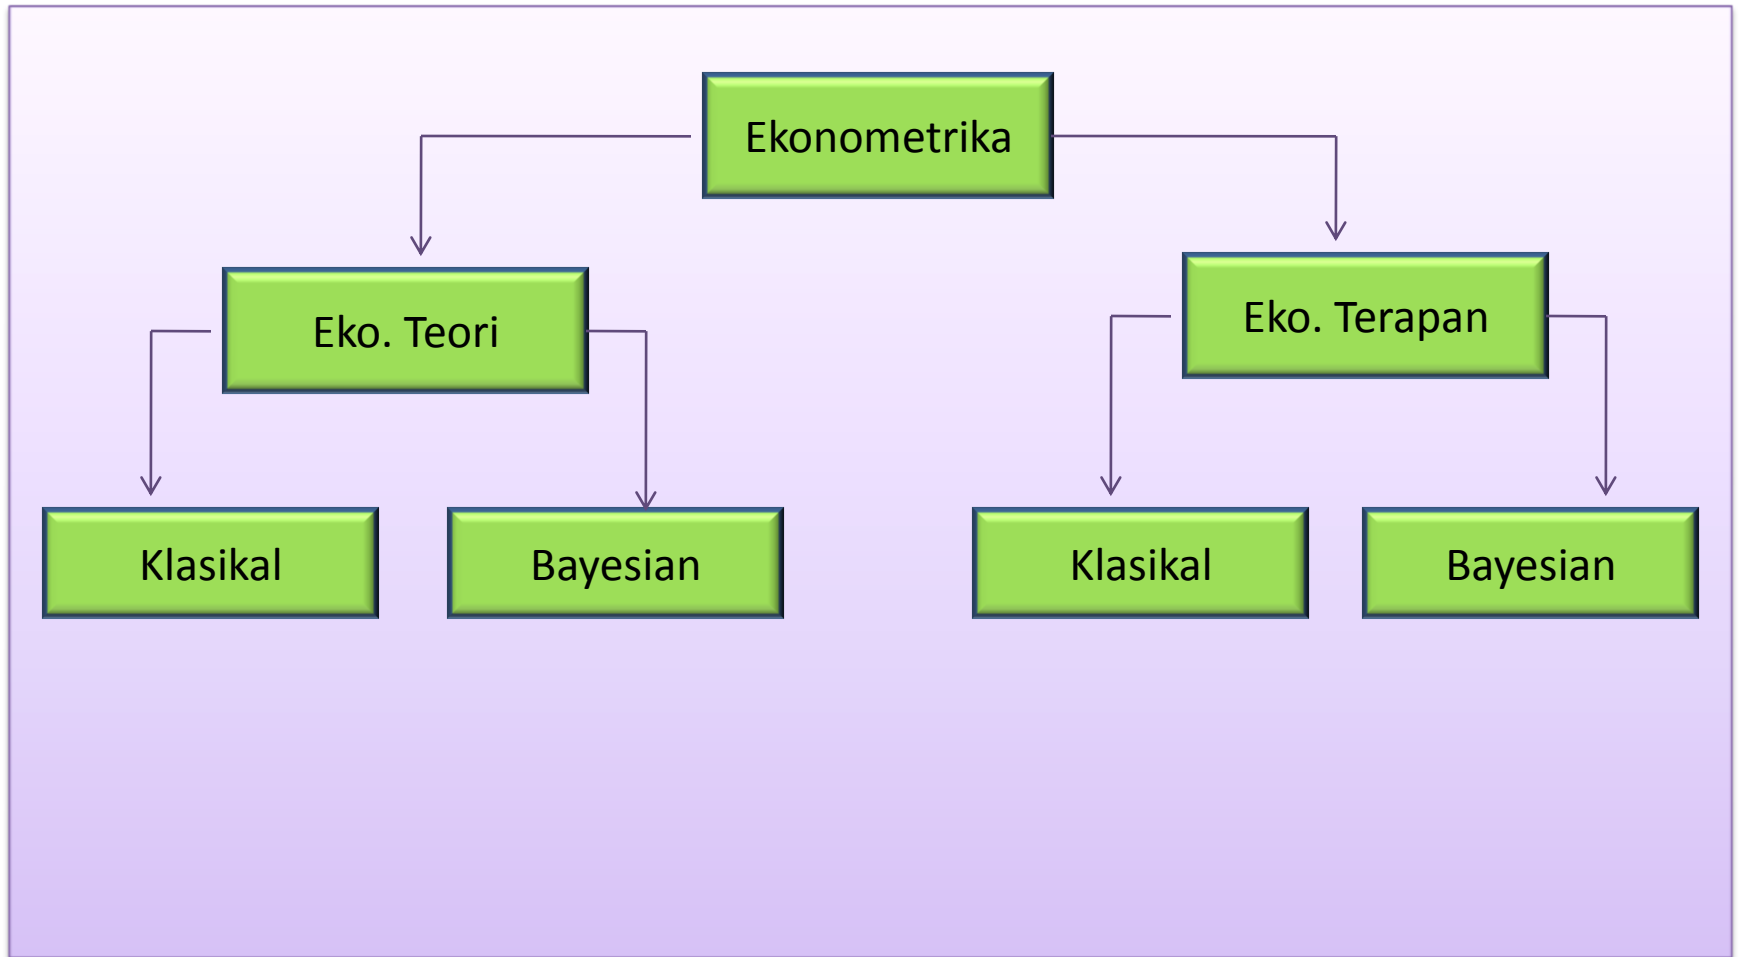 Ekonometrika
Eko. Teori
Eko. Terapan
Klasikal
Bayesian
Klasikal
Bayesian